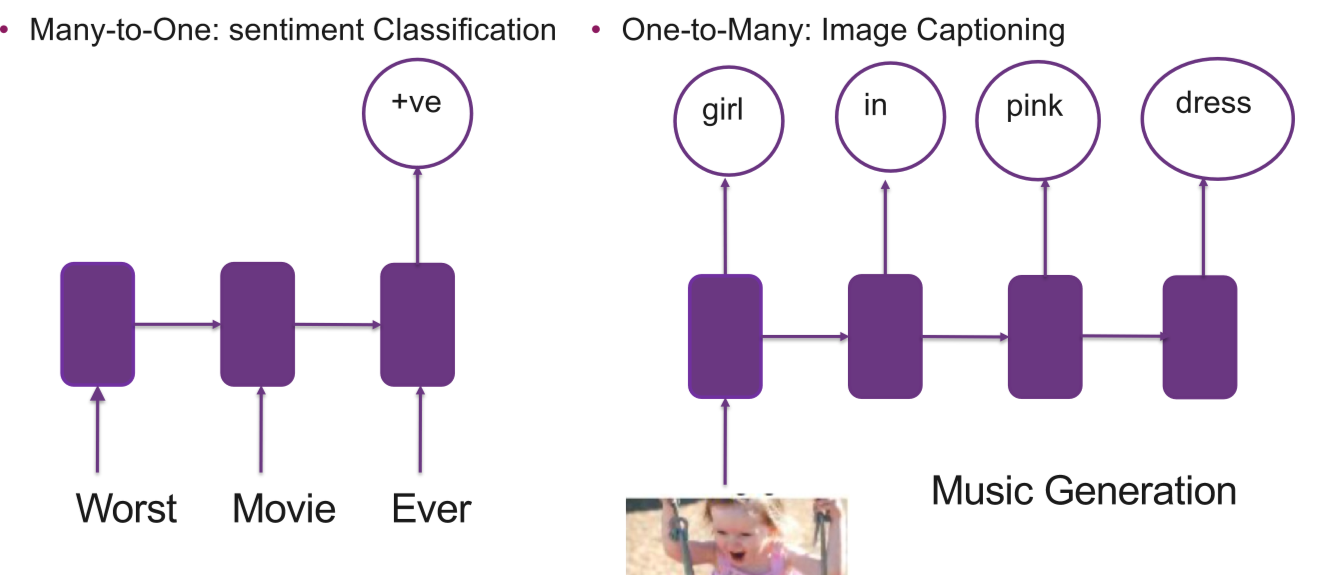 • Many-to-One: sentiment Classification
+ve
Worst Movie Ever
• One-to-Many: Image Captioning
girl in pink dress
Music Generation